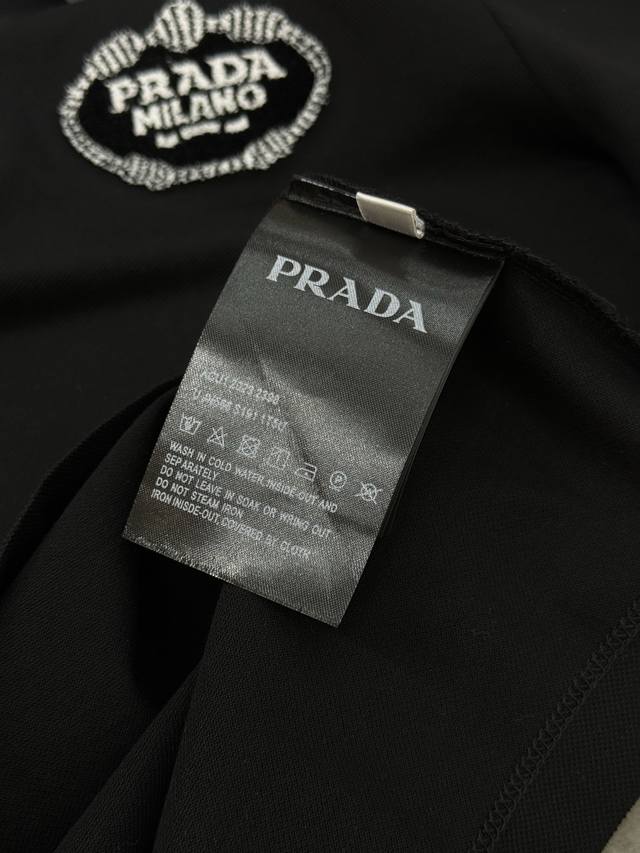 PRADA
MILANO
PRADA
WASH IN COLD WATER, INSIDE-OUT AND
SEPARATELY
DO NOT LEAVE IN SOAK OR WRING OUT
DO NOT STEAM IRON
IRON INISDE-OUT, COVERED BY CLOTH